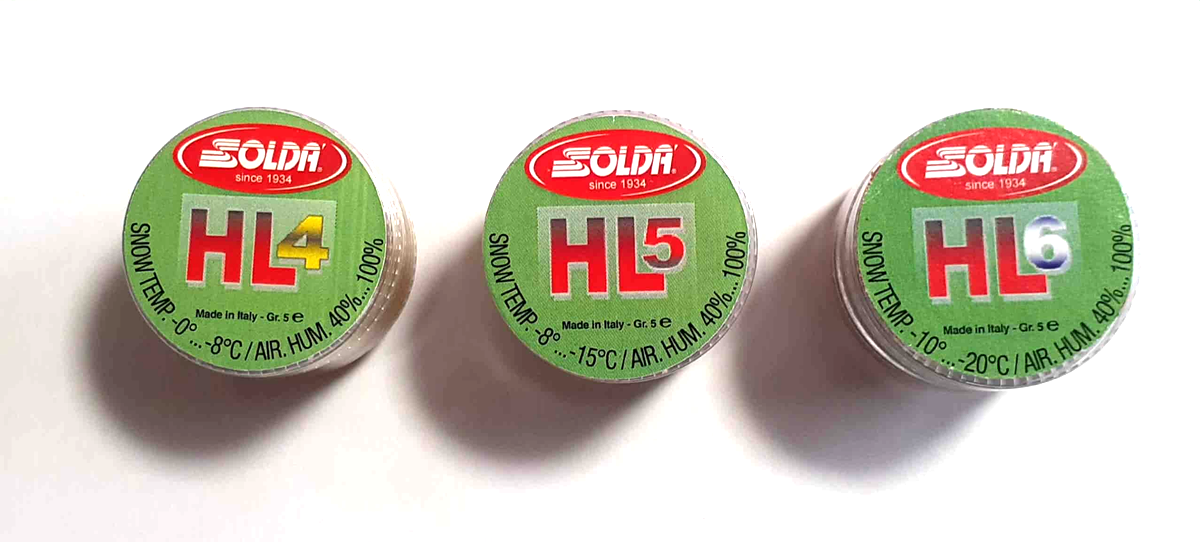 SOLDA'®
since 1934
HL4
Made in Italy - Gr. 5 e
SNOW TEMP. -0° ...-8°C / AIR. HUM. 40%... 100%
SOLDA'®
since 1934
HL5
Made in Italy - Gr. 5 e
SNOW TEMP. -8° ...-15°C / AIR. HUM. 40%... 100%
SOLDA'®
since 1934
HL6
Made in Italy - Gr. 5 e
SNOW TEMP. -10° ...-20°C / AIR. HUM. 40%... 100%